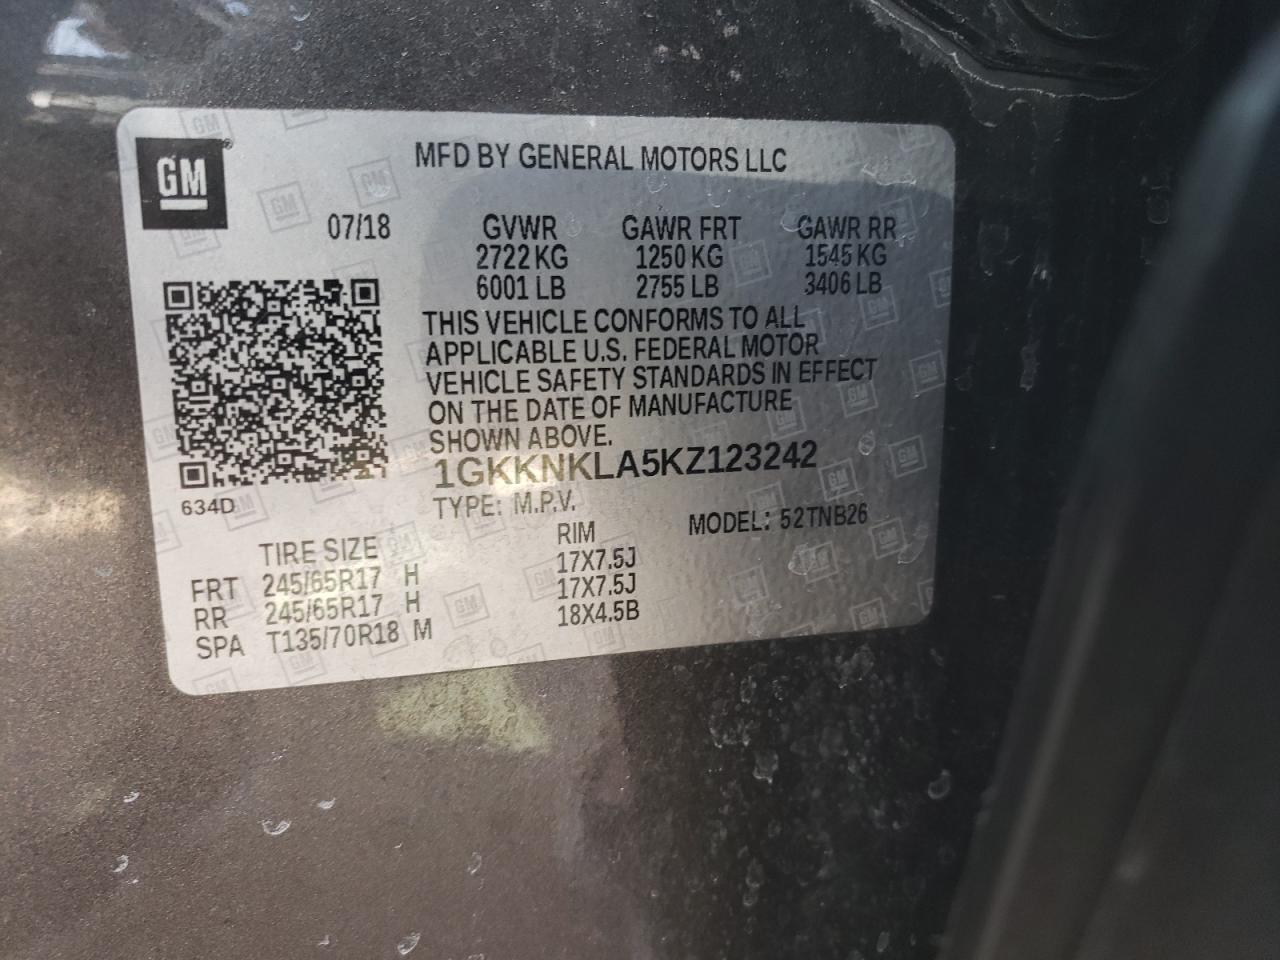 GM
MFD BY GENERAL MOTORS LLC
07/18 GVWR GAWR FRT GAWR RR
2722 KG 1250 KG 1545 KG
6001 LB 2755 LB 3406 LB
THIS VEHICLE CONFORMS TO ALL
APPLICABLE U.S. FEDERAL MOTOR
VEHICLE SAFETY STANDARDS IN EFFECT
ON THE DATE OF MANUFACTURE
SHOWN ABOVE.
1GKKNKLA5KZ123242
634D TYPE: M.P.V. MODEL: 52TNB26
TIRE SIZE RIM
FRT 245/65R17 H 17X7.5J
RR 245/65R17 H 17X7.5J
SPA T135/70R18 M 18X4.5B